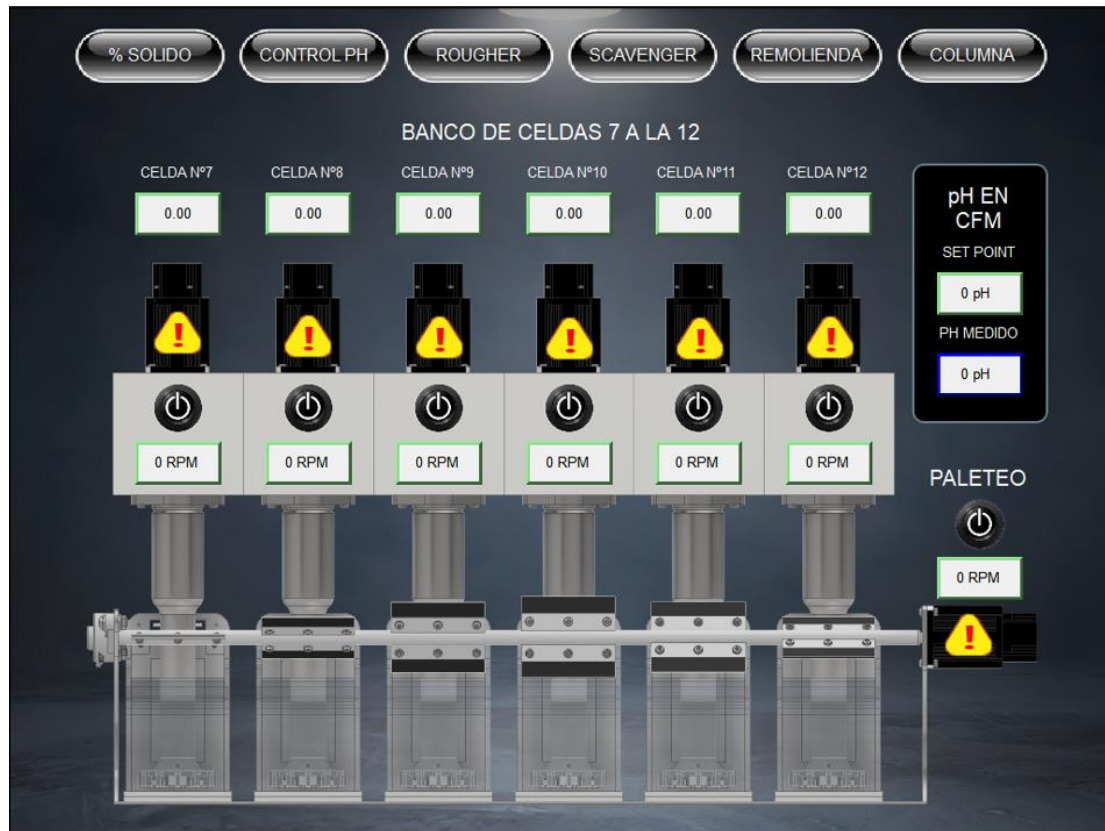 % SOLIDO
CONTROL PH
ROUGHER
SCAVENGER
REMOLIENDA
COLUMNA
BANCO DE CELDAS 7 A LA 12
CELDA Nº7
CELDA Nº8
CELDA Nº9
CELDA Nº10
CELDA Nº11
CELDA Nº12
0.00
0.00
0.00
0.00
0.00
0.00
pH EN
CFM
SET POINT
0 pH
PH MEDIDO
0 pH
0 RPM
0 RPM
0 RPM
0 RPM
0 RPM
0 RPM
PALETEO
0 RPM